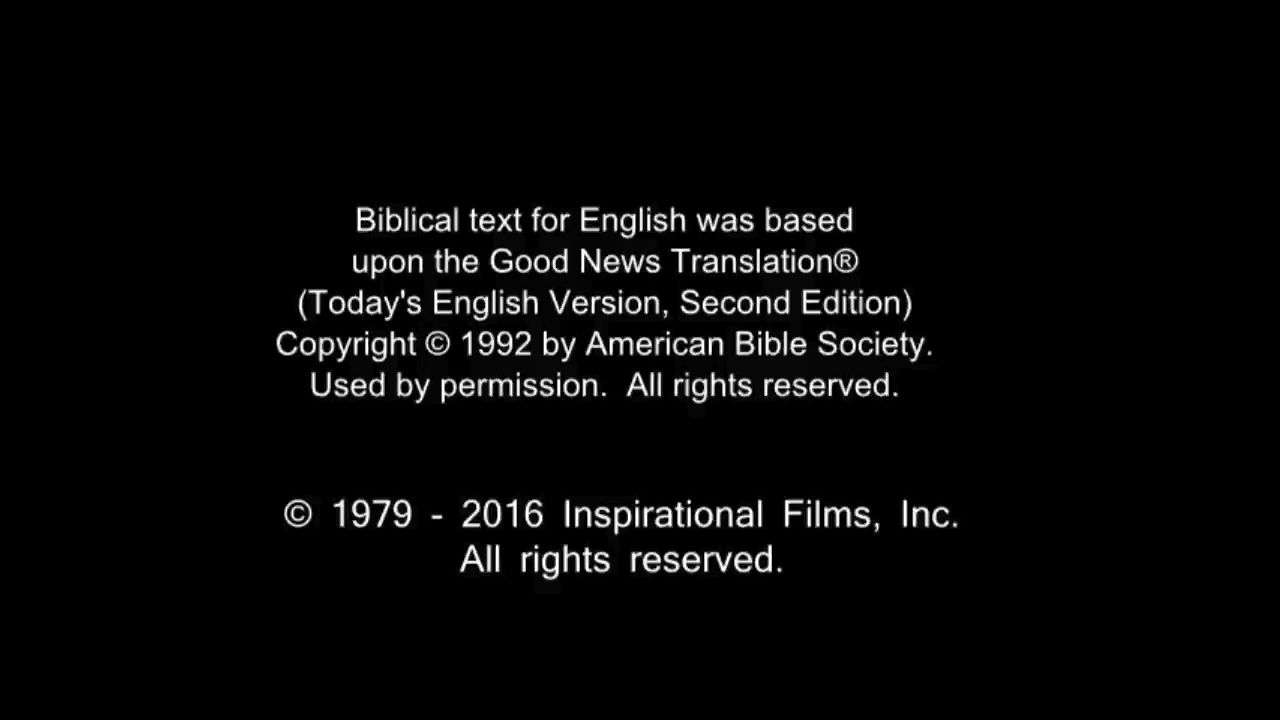 Biblical text for English was based
upon the Good News Translation®
(Today's English Version, Second Edition)
Copyright © 1992 by American Bible Society.
Used by permission.  All rights reserved.
© 1979 - 2016 Inspirational Films, Inc.
All rights reserved.